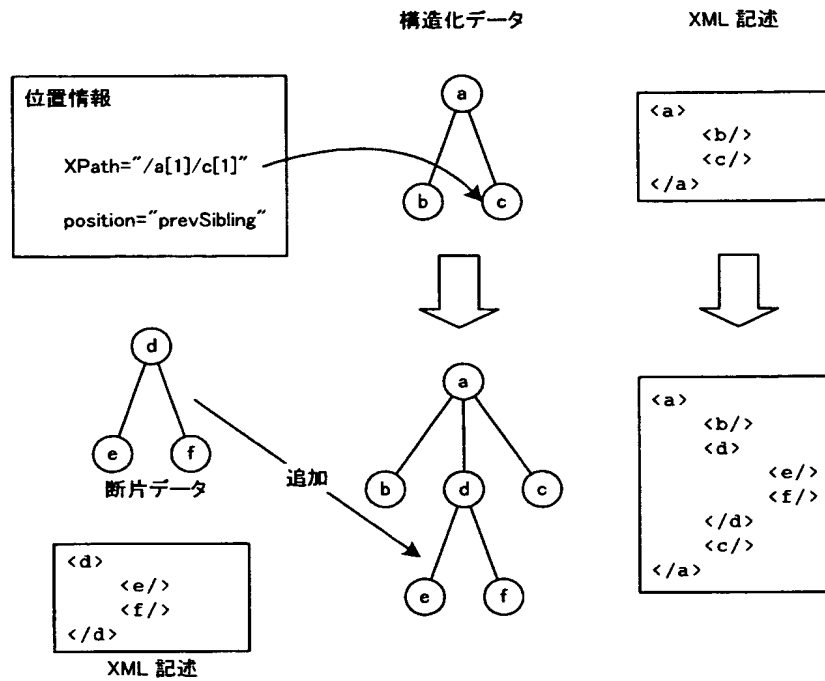 構造化データ
XML 記述
位置情報
XPath="/a[1]/c[1]"
position="prevSibling"
a
b
c
<a>
<b/>
<c/>
</a>
d
e
f
断片データ
追加
a
b
d
c
e
f
<a>
<b/>
<d>
<e/>
<f/>
</d>
<c/>
</a>
<d>
<e/>
<f/>
</d>
XML 記述